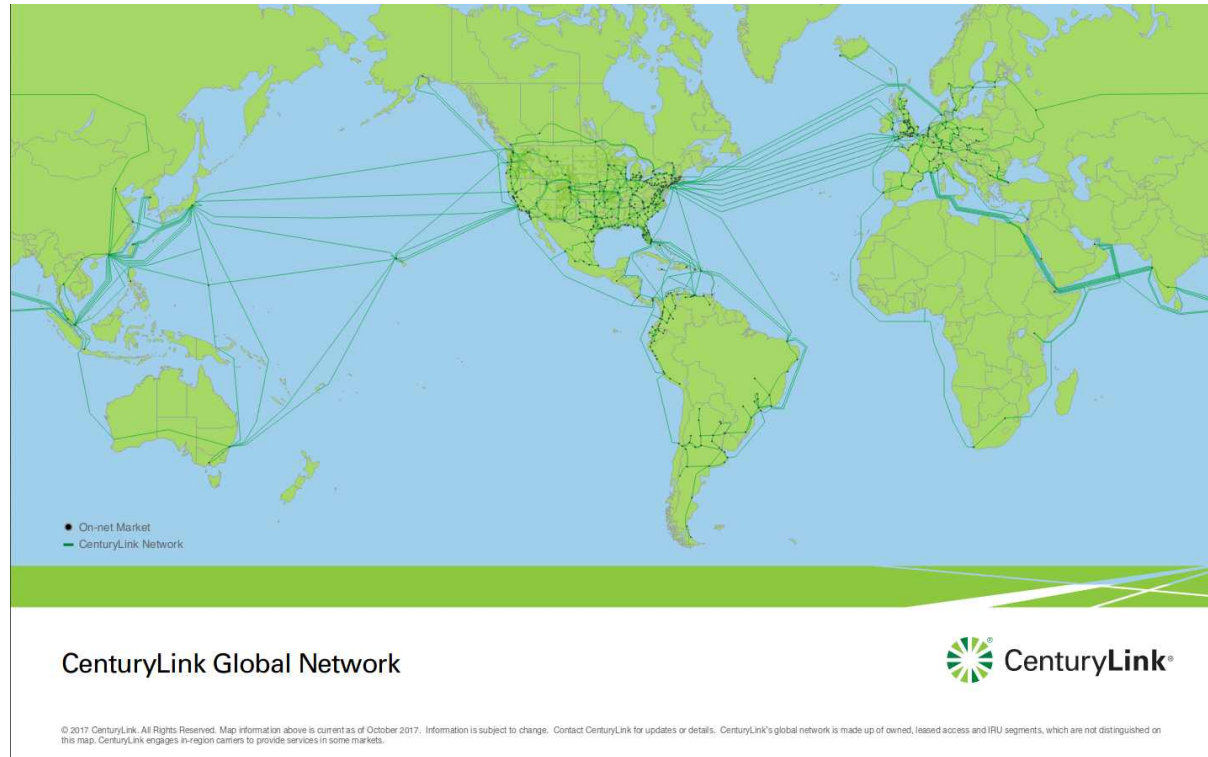 On-net Market
CenturyLink Network
CenturyLink Global Network
CenturyLink®
© 2017 CenturyLink. All Rights Reserved. Map information above is current as of October 2017. Information is subject to change. Contact CenturyLink for updates or details. CenturyLink's global network is made up of owned, leased access and IRU segments, which are not distinguished on
this map. CenturyLink engages in-region carriers to provide services in some markets.